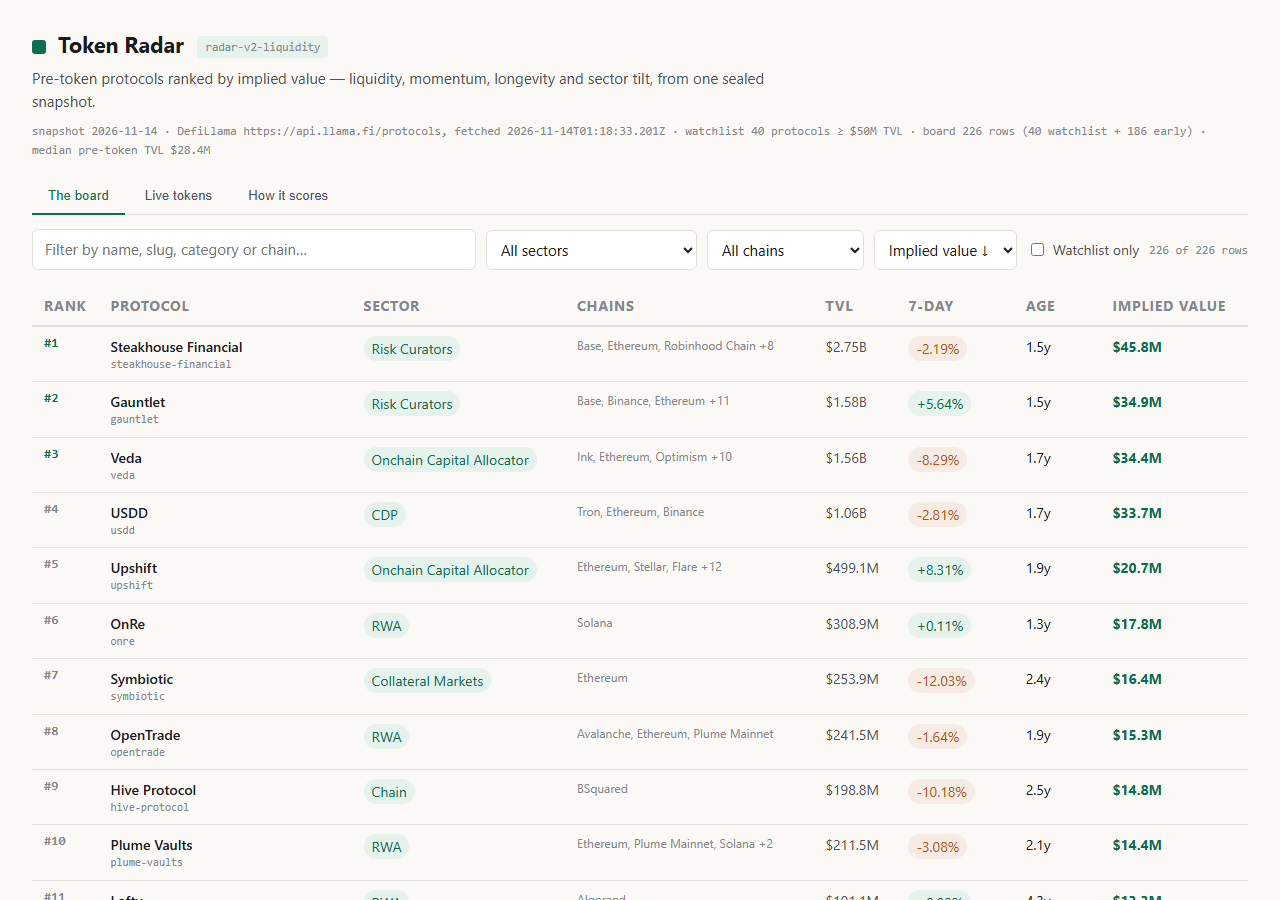 Token Radar radar-v2-liquidity
Pre-token protocols ranked by implied value — liquidity, momentum, longevity and sector tilt, from one sealed
snapshot.
snapshot 2026-11-14 · DefiLlama https://api.llama.fi/protocols, fetched 2026-11-14T01:18:33.201Z · watchlist 40 protocols ≥ $50M TVL · board 226 rows (40 watchlist + 186 early) ·
median pre-token TVL $28.4M
The board Live tokens How it scores
Filter by name, slug, category or chain... All sectors All chains Implied value ↓ Watchlist only 226 of 226 rows
RANK PROTOCOL SECTOR CHAINS TVL 7-DAY AGE IMPLIED VALUE
#1 Steakhouse Financial Risk Curators Base, Ethereum, Robinhood Chain +8 $2.75B -2.19% 1.5y $45.8M
steakhouse-financial
#2 Gauntlet Risk Curators Base, Binance, Ethereum +11 $1.58B +5.64% 1.5y $34.9M
gauntlet
#3 Veda Onchain Capital Allocator Ink, Ethereum, Optimism +10 $1.56B -8.29% 1.7y $34.4M
veda
#4 USDD CDP Tron, Ethereum, Binance $1.06B -2.81% 1.7y $33.7M
usdd
#5 Upshift Onchain Capital Allocator Ethereum, Stellar, Flare +12 $499.1M +8.31% 1.9y $20.7M
upshift
#6 OnRe RWA Solana $308.9M +0.11% 1.3y $17.8M
onre
#7 Symbiotic Collateral Markets Ethereum $253.9M -12.03% 2.4y $16.4M
symbiotic
#8 OpenTrade RWA Avalanche, Ethereum, Plume Mainnet $241.5M -1.64% 1.9y $15.3M
opentrade
#9 Hive Protocol Chain BSquared $198.8M -10.18% 2.5y $14.8M
hive-protocol
#10 Plume Vaults RWA Ethereum, Plume Mainnet, Solana +2 $211.5M -3.08% 2.1y $14.4M
plume-vaults
#11 Lofty RWA Algorand